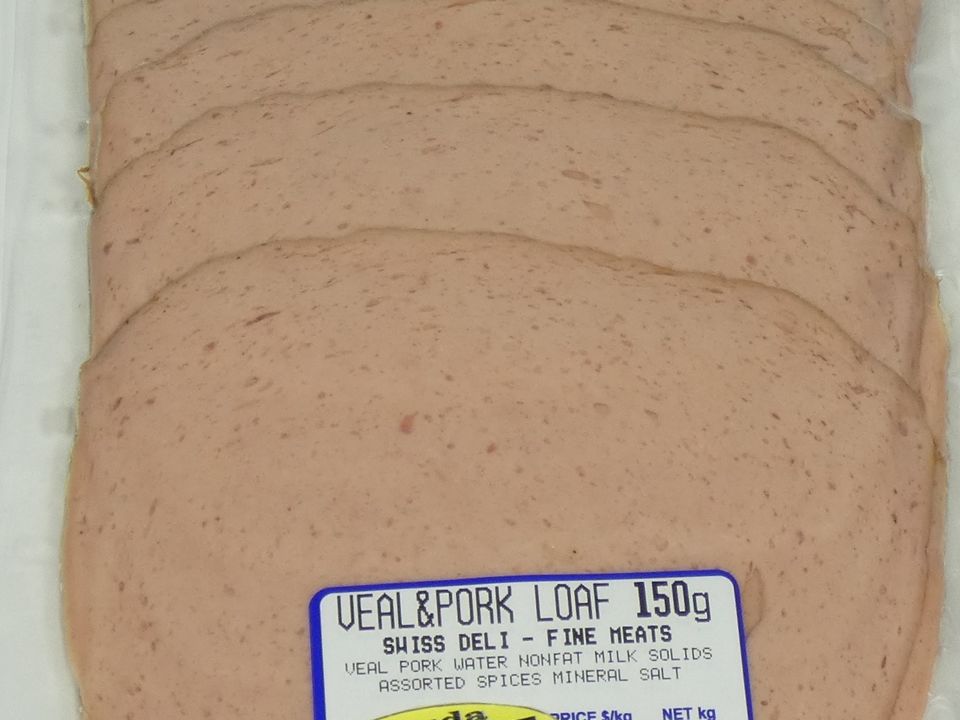 VEAL&PORK LOAF 150g
SWISS DELI - FINE MEATS
VEAL PORK WATER NONFAT MILK SOLIDS
ASSORTED SPICES MINERAL SALT
PRICE $/kg NET kg